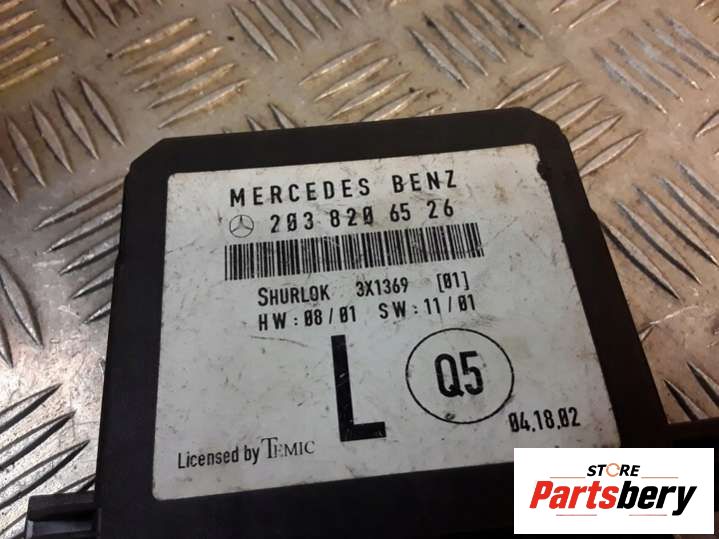 MERCEDES BENZ
203 820 65 26
SHURLOK 3X1369 [01]
HW:08/01 SW:11/01
L
Q5
04.18.02
Licensed by TEMIC
STORE
Partsbery